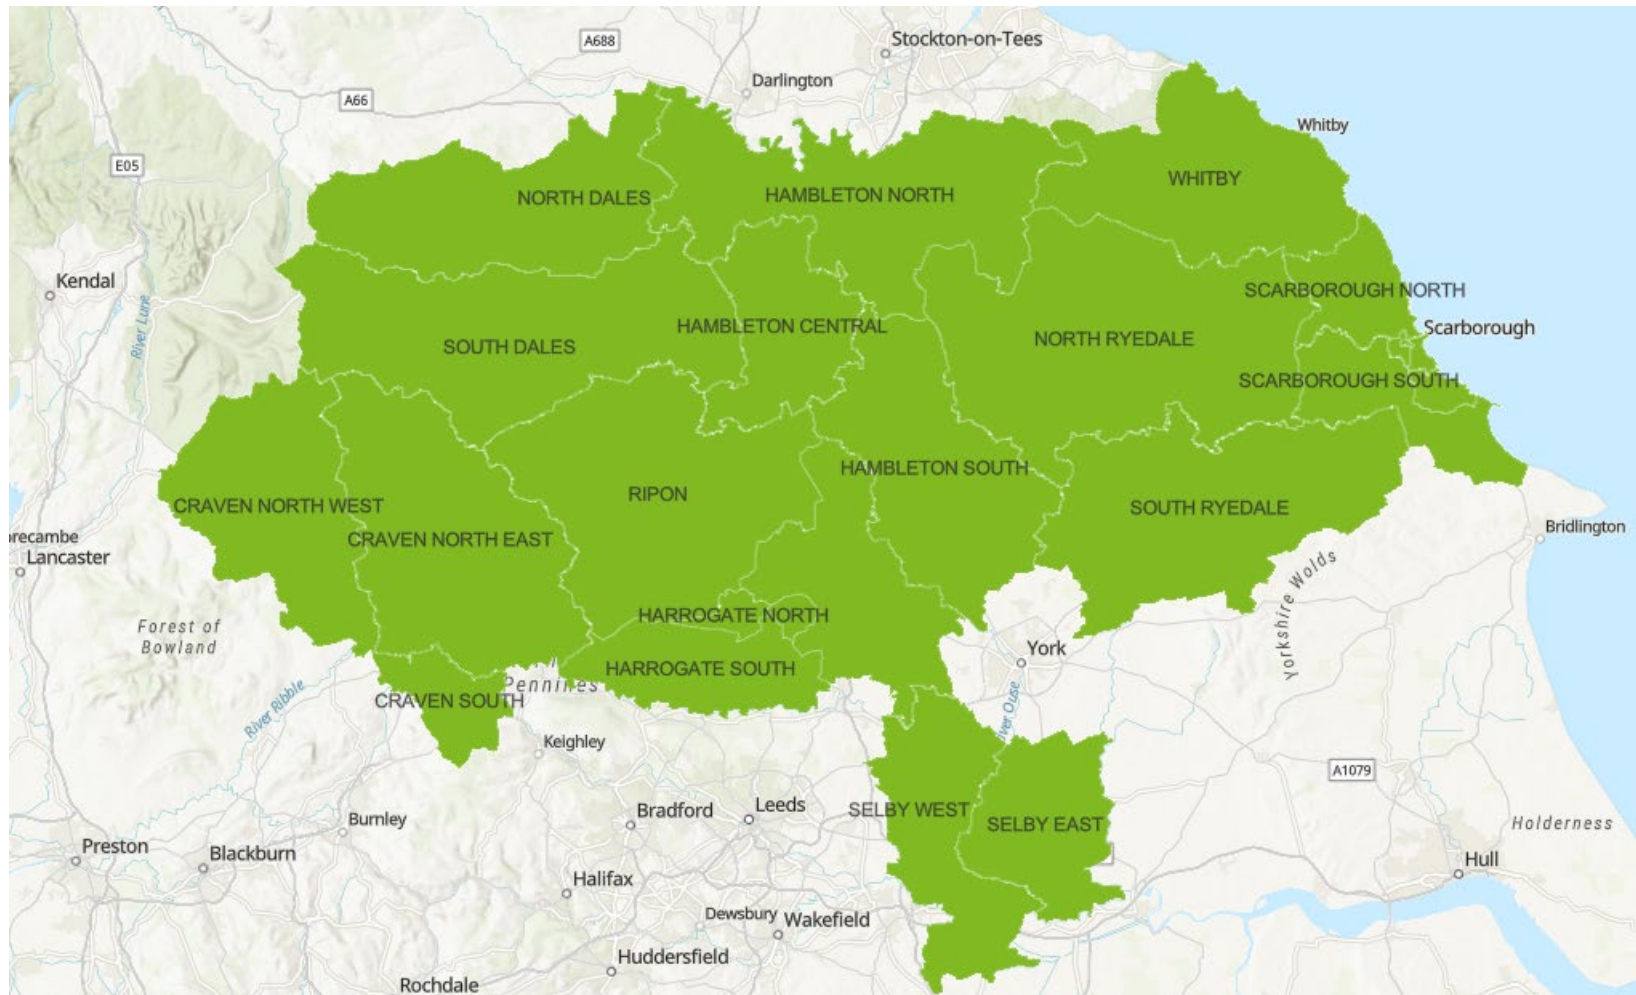 Stockton-on-Tees
A688
Darlington
A66
Whitby
E05
WHITBY
NORTH DALES
HAMBLETON NORTH
Kendal
SCARBOROUGH NORTH
River Lune
HAMBLETON CENTRAL
Scarborough
NORTH RYEDALE
SOUTH DALES
SCARBOROUGH SOUTH
HAMBLETON SOUTH
RIPON
CRAVEN NORTH WEST
SOUTH RYEDALE
Bridlington
recambe
CRAVEN NORTH EAST
Lancaster
Yorkshire Wolds
HARROGATE NORTH
Forest of
Bowland
York
HARROGATE SOUTH
Pennines
CRAVEN SOUTH
River Ribble
iver Ouse
Keighley
A1079
Leeds
Bradford
SELBY WEST
Burnley
SELBY EAST
Holderness
Preston
Blackburn
Hull
Halifax
Dewsbury
Wakefield
Huddersfield
Rochdale